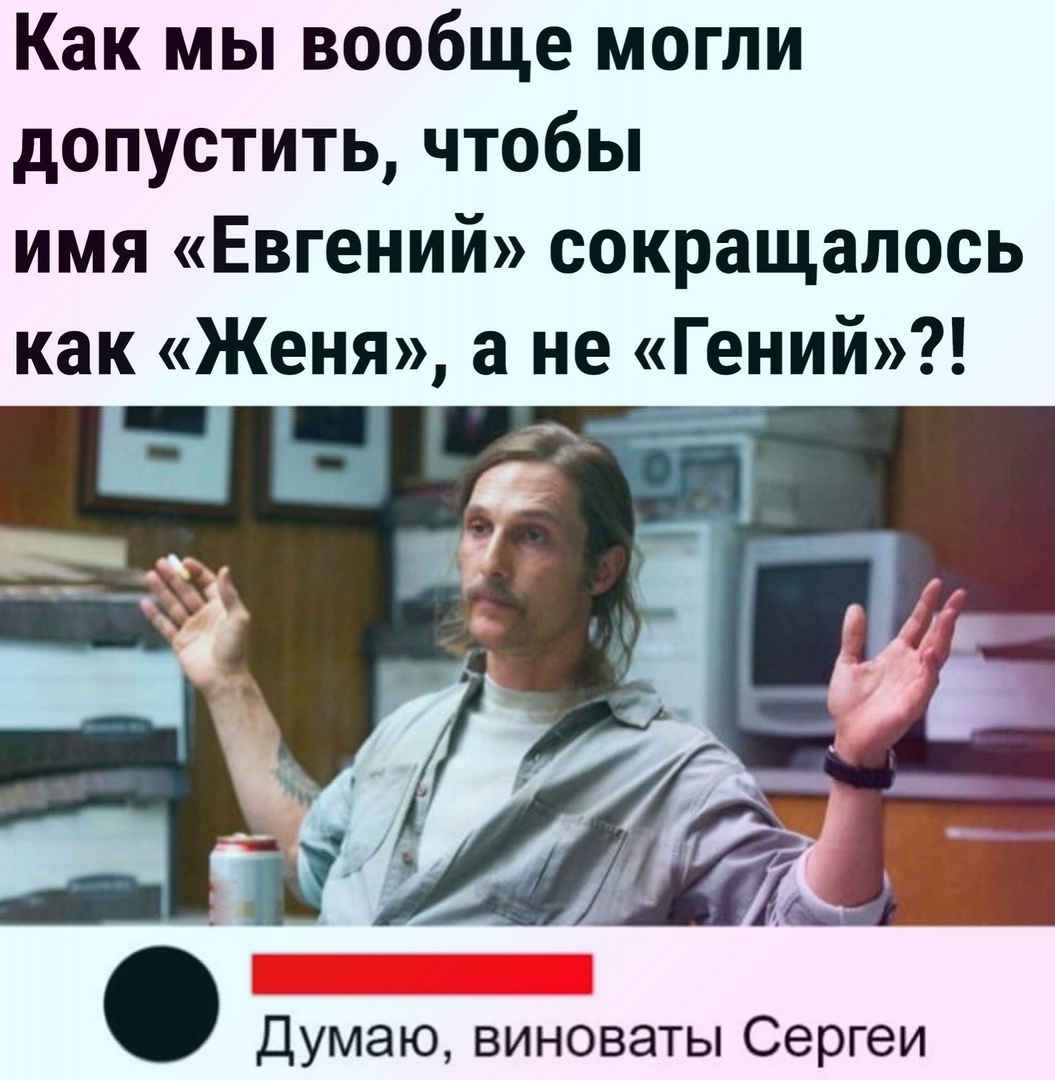 Как мы вообще могли
допустить, чтобы
имя «Евгений» сокращалось
как «Женя», а не «Гений»?!
Думаю, виноваты Сергеи